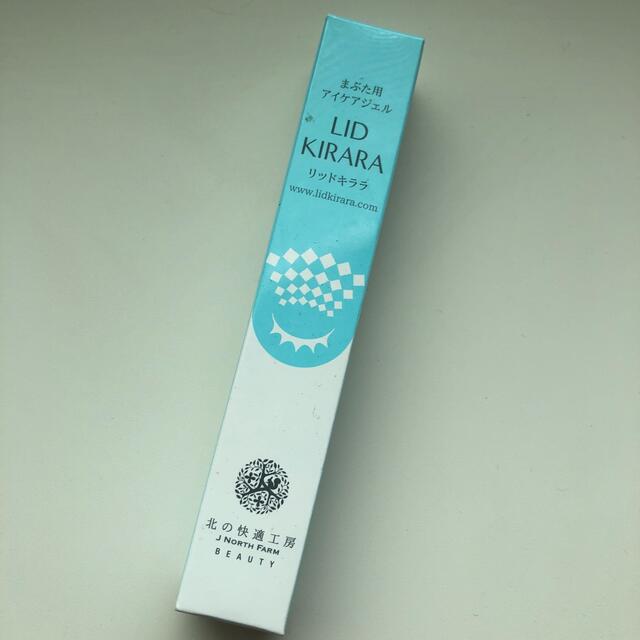 まぶた用
アイケアジェル
LID
KIRARA
リッドキララ
www.lidkirara.com
北の快適工房
J NORTH FARM
BEAUTY